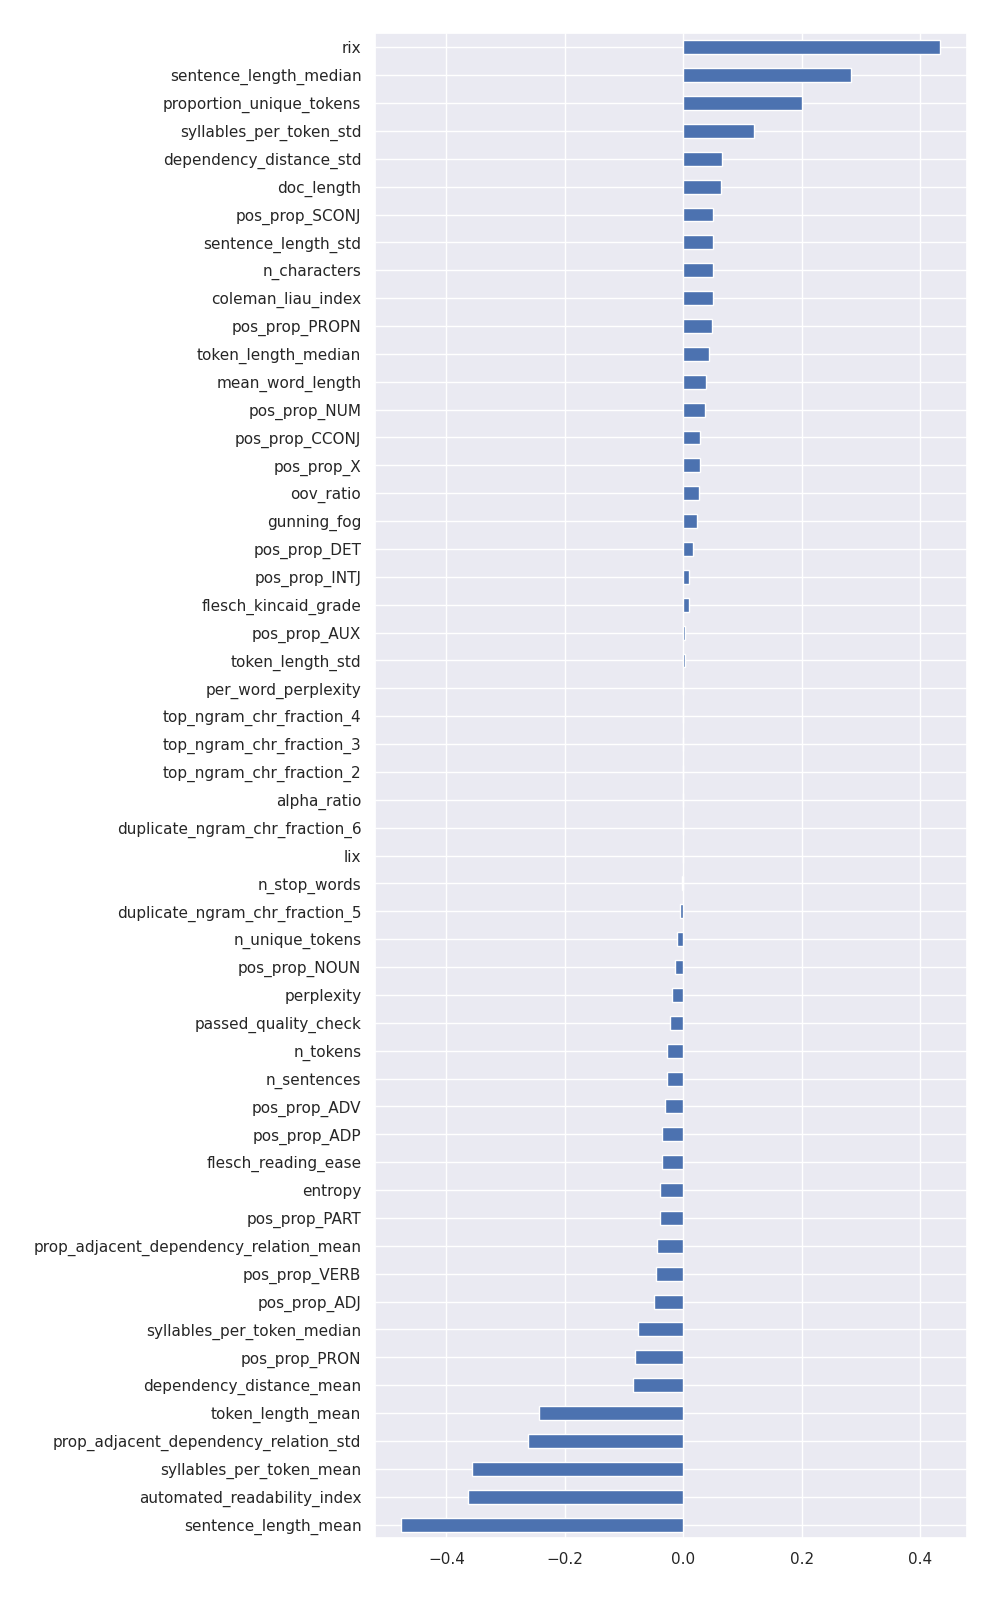 rix
sentence_length_median
proportion_unique_tokens
syllables_per_token_std
dependency_distance_std
doc_length
pos_prop_SCONJ
sentence_length_std
n_characters
coleman_liau_index
pos_prop_PROPN
token_length_median
mean_word_length
pos_prop_NUM
pos_prop_CCONJ
pos_prop_X
oov_ratio
gunning_fog
pos_prop_DET
pos_prop_INTJ
flesch_kincaid_grade
pos_prop_AUX
token_length_std
per_word_perplexity
top_ngram_chr_fraction_4
top_ngram_chr_fraction_3
top_ngram_chr_fraction_2
alpha_ratio
duplicate_ngram_chr_fraction_6
lix
n_stop_words
duplicate_ngram_chr_fraction_5
n_unique_tokens
pos_prop_NOUN
perplexity
passed_quality_check
n_tokens
n_sentences
pos_prop_ADV
pos_prop_ADP
flesch_reading_ease
entropy
pos_prop_PART
prop_adjacent_dependency_relation_mean
pos_prop_VERB
pos_prop_ADJ
syllables_per_token_median
pos_prop_PRON
dependency_distance_mean
token_length_mean
prop_adjacent_dependency_relation_std
syllables_per_token_mean
automated_readability_index
sentence_length_mean
−0.4 −0.2 0.0 0.2 0.4